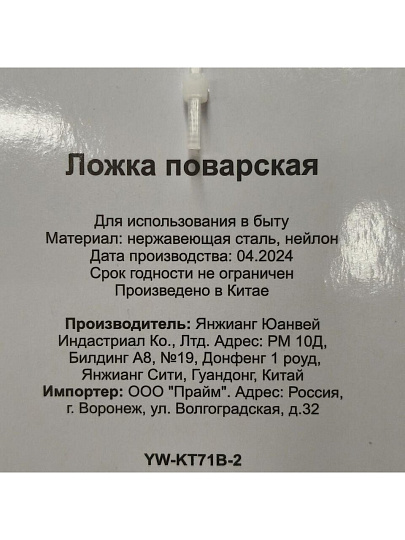 Ложка поварская
Для использования в быту
Материал: нержавеющая сталь, нейлон
Дата производства: 04.2024
Срок годности не ограничен
Произведено в Китае
Производитель: Янжианг Юанвей
Индастриал Ко., Лтд. Адрес: РМ 10Д,
Билдинг А8, №19, Донфенг 1 роуд,
Янжианг Сити, Гуандонг, Китай
Импортер: ООО "Прайм". Адрес: Россия,
г. Воронеж, ул. Волгоградская, д.32
YW-KT71B-2